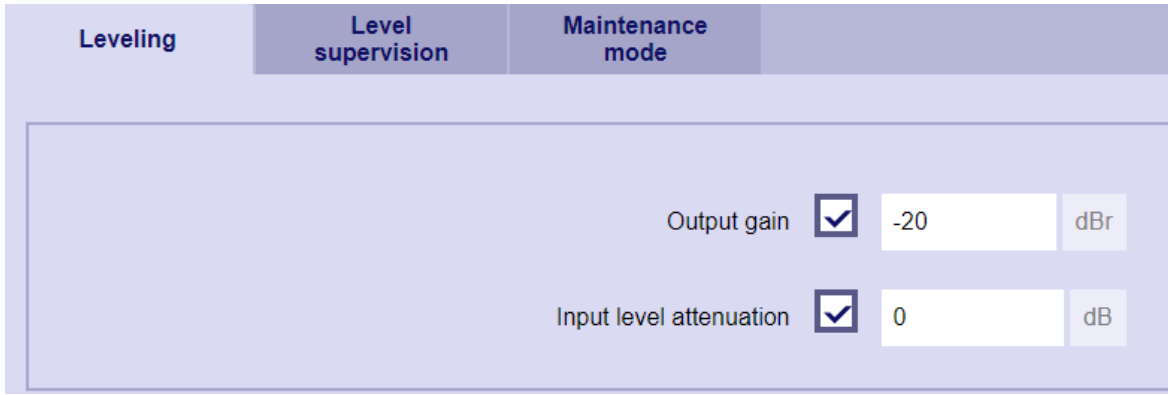 Leveling
Level
supervision
Maintenance
mode
Output gain -20 dBr
Input level attenuation 0 dB